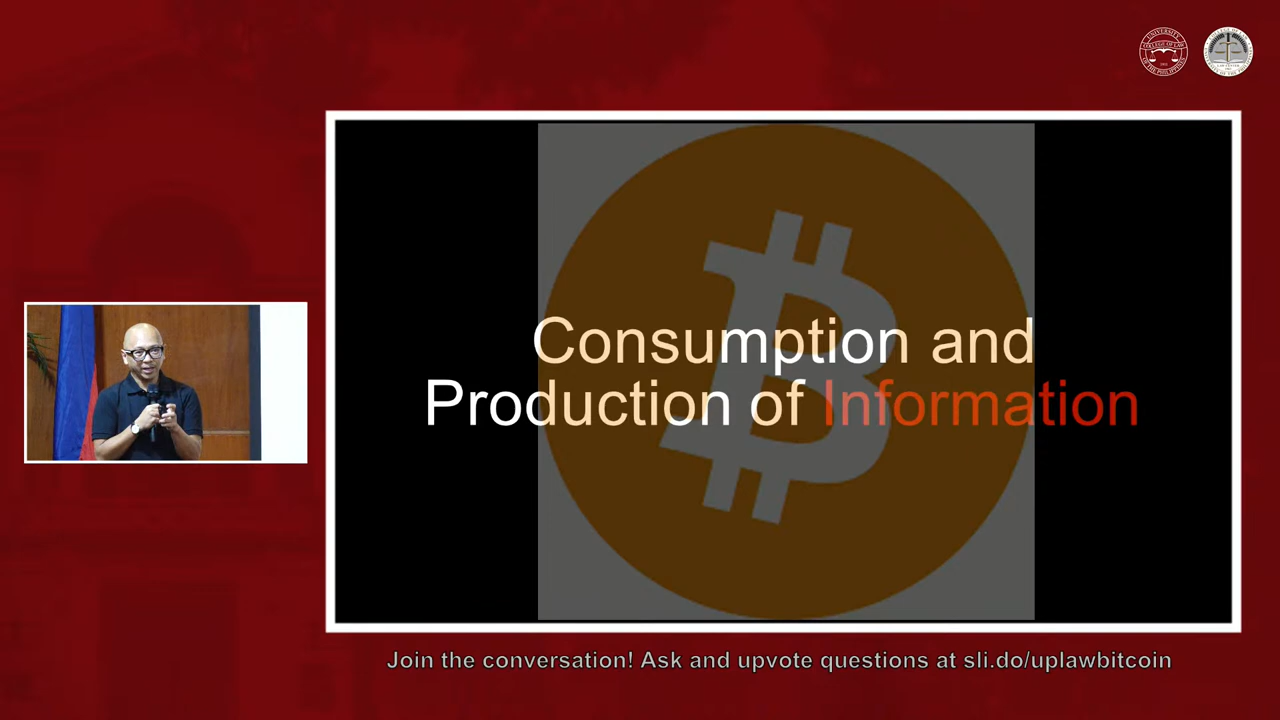 Consumption and
Production of Information
Join the conversation! Ask and upvote questions at sli.do/uplawbitcoin